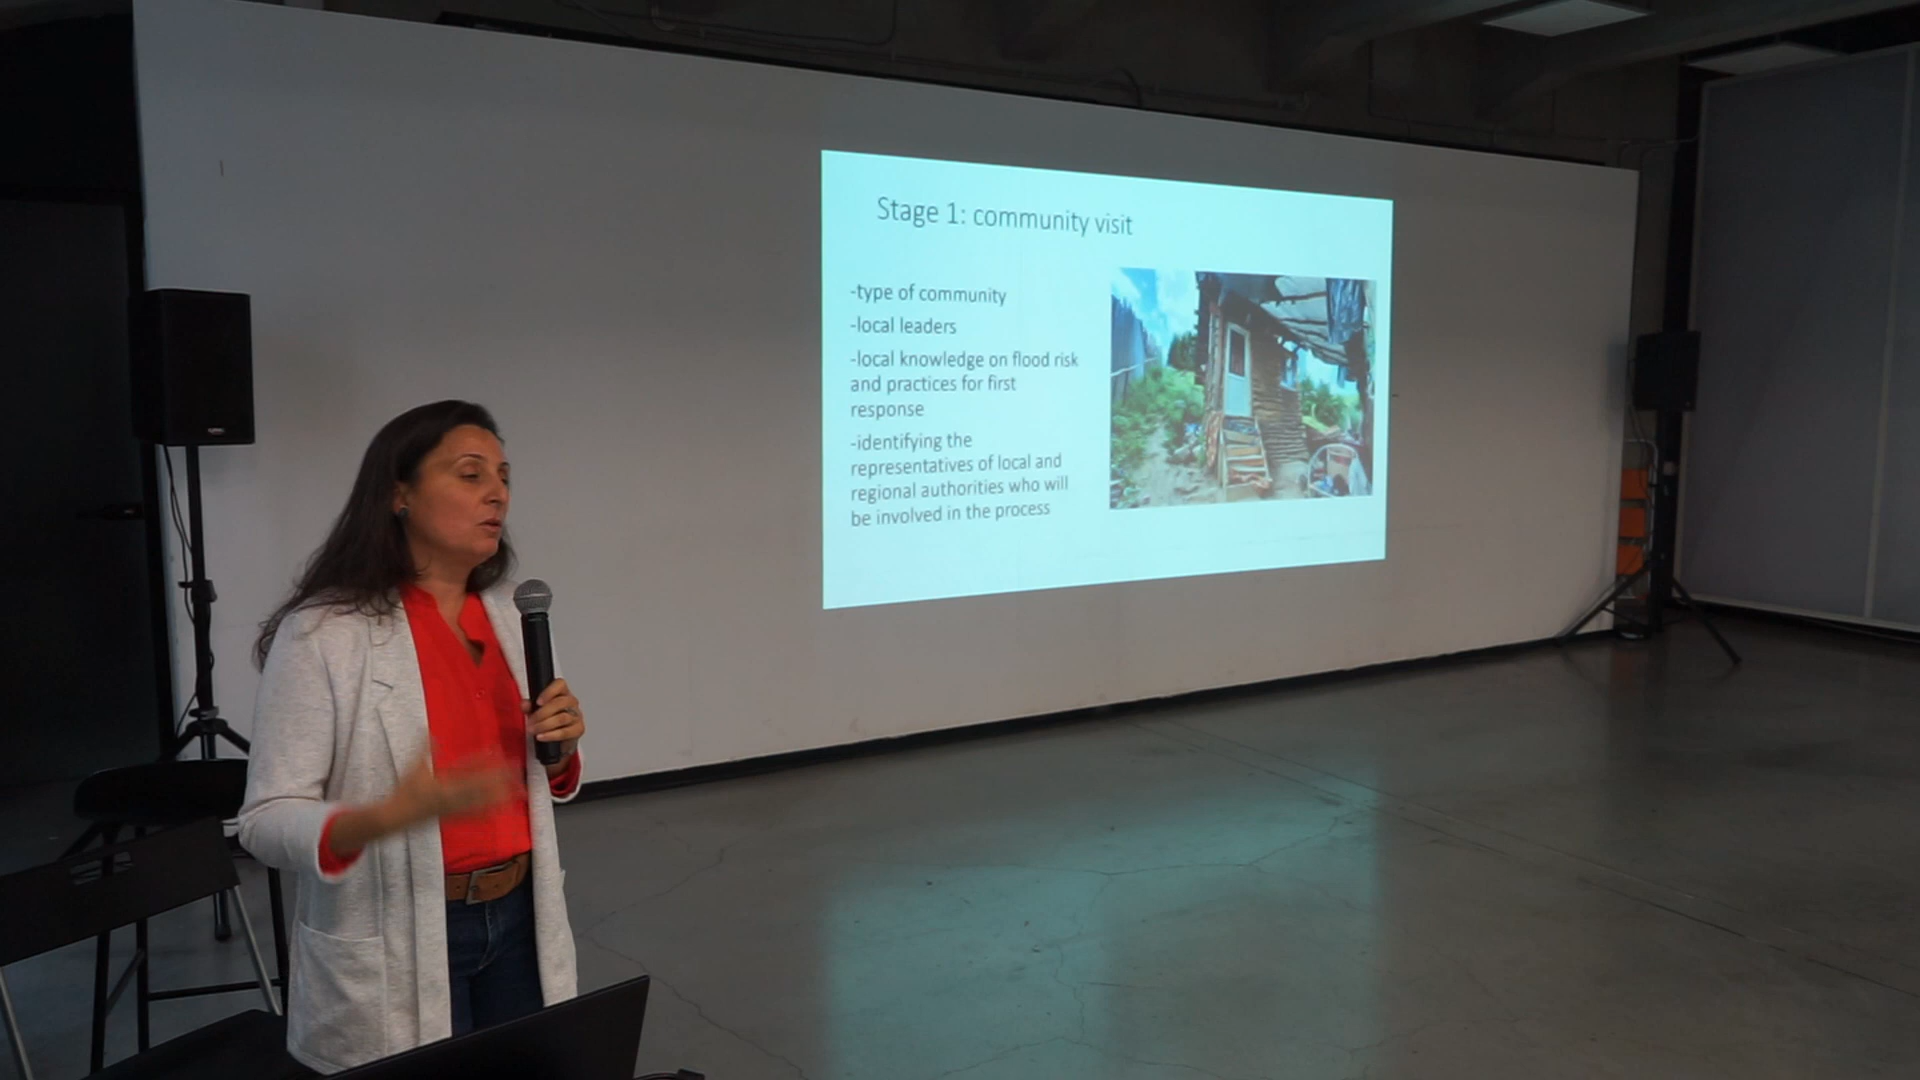 Stage 1: community visit
-type of community
-local leaders
-local knowledge on flood risk
and practices for first
response
-identifying the
representatives of local and
regional authorities who will
be involved in the process